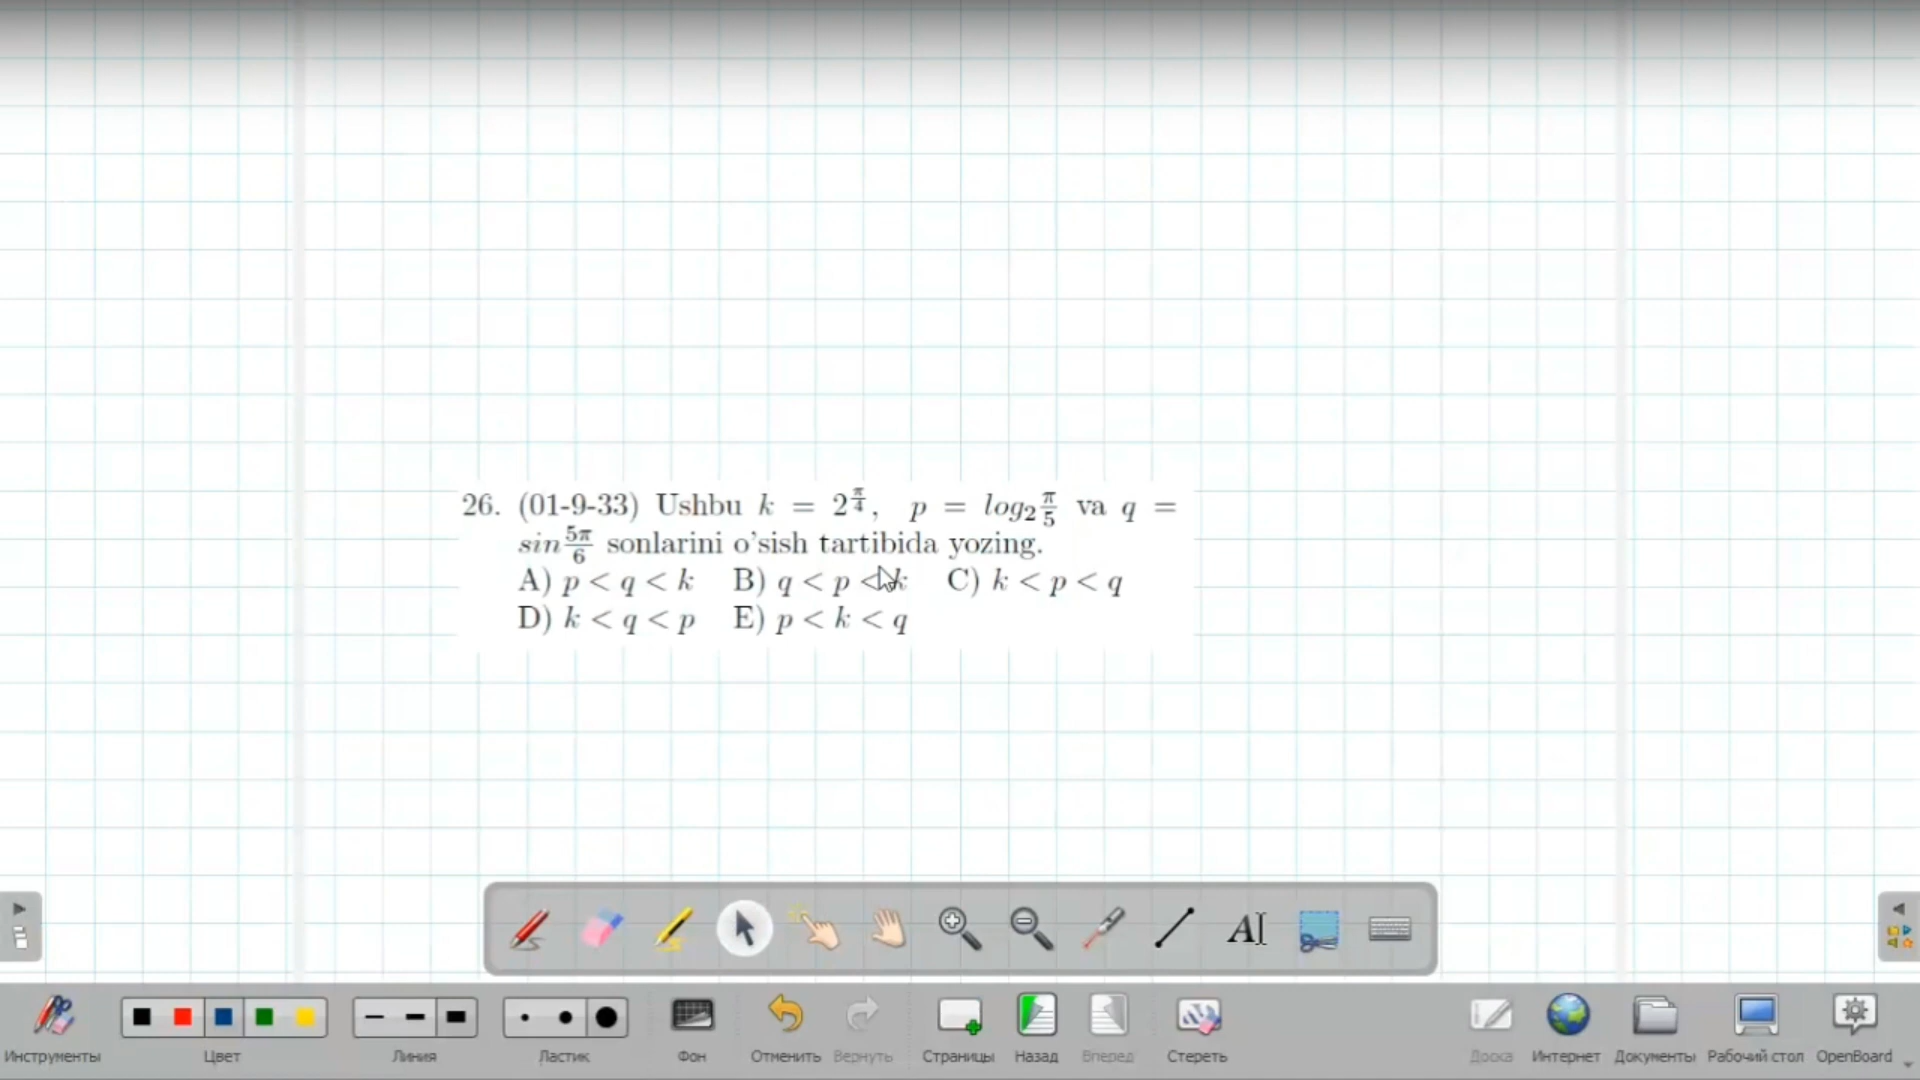 26. (01-9-33) Ushbu k = 2^{π/4}, p = log₂ π/5 va q =
sin 5π/6 sonlarini o'sish tartibida yozing.
A) p < q < k B) q < p < k C) k < p < q
D) k < q < p E) p < k < q
Инструменты Цвет Линия Ластик Фон Отменить Вернуть Страницы Назад Вперед Стереть Доска Интернет Документы Рабочий стол OpenBoard